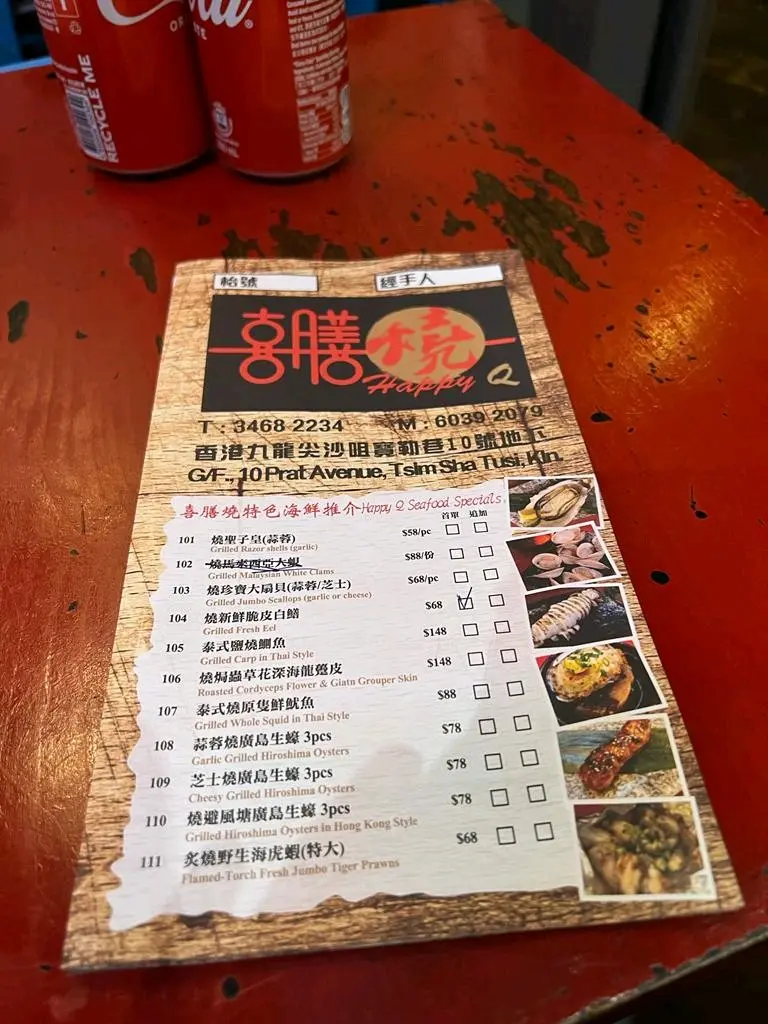 RECYCLE ME
枱號
經手人
喜膳燒
Happy Q
T : 3468 2234 M : 6039 2079
香港九龍尖沙咀寶勒巷10號地下
G/F., 10 Prat Avenue, Tsim Sha Tusi, Kln.
喜膳燒特色海鮮推介Happy Q Seafood Specials
首單 追加
101 燒聖子皇(蒜蓉) $58/pc
Grilled Razor shells (garlic)
102 燒馬來西亞大蜆 $88/份
Grilled Malaysian White Clams
103 燒珍寶大扇貝(蒜蓉/芝士) $68/pc
Grilled Jumbo Scallops (garlic or cheese)
104 燒新鮮脆皮白鱔 $68
Grilled Fresh Eel
105 泰式鹽燒鯛魚 $148
Grilled Carp in Thai Style
106 燒焗蟲草花深海龍躉皮 $148
Roasted Cordyceps Flower & Giatn Grouper Skin
107 泰式燒原隻鮮魷魚 $88
Grilled Whole Squid in Thai Style
108 蒜蓉燒廣島生蠔 3pcs $78
Garlic Grilled Hiroshima Oysters
109 芝士燒廣島生蠔 3pcs $78
Cheesy Grilled Hiroshima Oysters
110 燒避風塘廣島生蠔 3pcs $78
Grilled Hiroshima Oysters in Hong Kong Style
111 炙燒野生海虎蝦(特大) $68
Flamed-Torch Fresh Jumbo Tiger Prawns